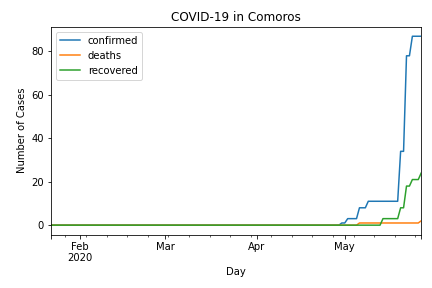 COVID-19 in Comoros
confirmed
deaths
recovered
Number of Cases
80
60
40
20
0
Feb
2020
Mar
Apr
May
Day